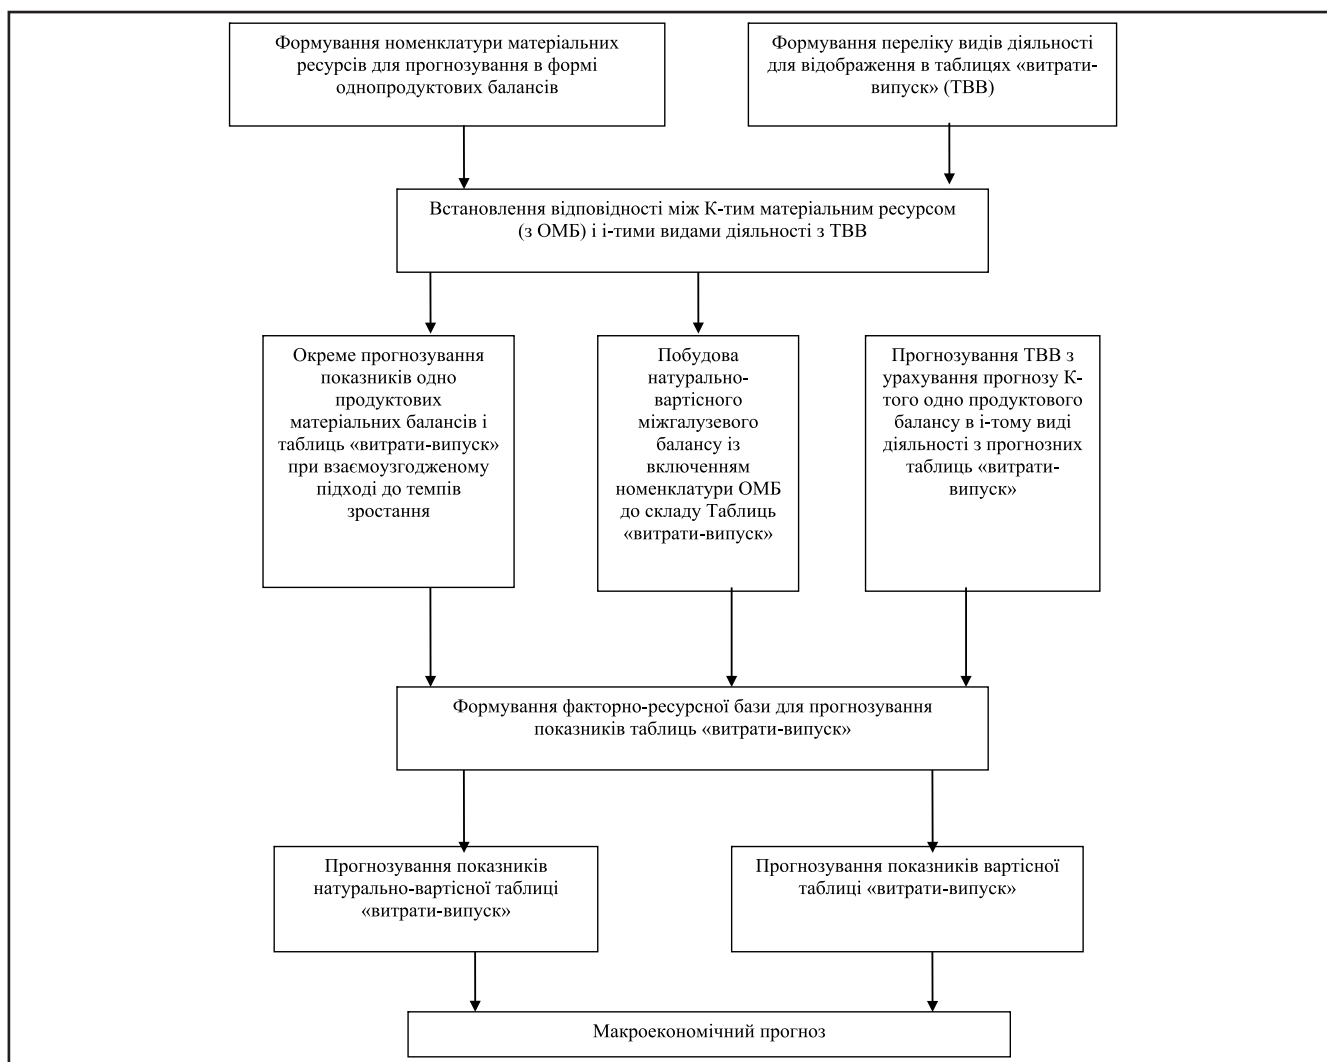 Формування номенклатури матеріальних
ресурсів для прогнозування в формі
однопродуктових балансів
Формування переліку видів діяльності
для відображення в таблицях «витрати-
випуск» (ТВВ)
Встановлення відповідності між К-тим матеріальним ресурсом
(з ОМБ) і і-тими видами діяльності з ТВВ
Окреме прогнозування
показників одно
продуктових
матеріальних балансів і
таблиць «витрати-випуск»
при взаємоузгодженому
підході до темпів
зростання
Побудова
натурально-
вартісного
міжгалузевого
балансу із
включенням
номенклатури ОМБ
до складу Таблиць
«витрати-випуск»
Прогнозування ТВВ з
урахування прогнозу К-
того одно продуктового
балансу в і-тому виді
діяльності з прогнозних
таблиць «витрати-
випуск»
Формування факторно-ресурсної бази для прогнозування
показників таблиць «витрати-випуск»
Прогнозування показників
натурально-вартісної таблиці
«витрати-випуск»
Прогнозування показників вартісної
таблиці «витрати-випуск»
Макроекономічний прогноз